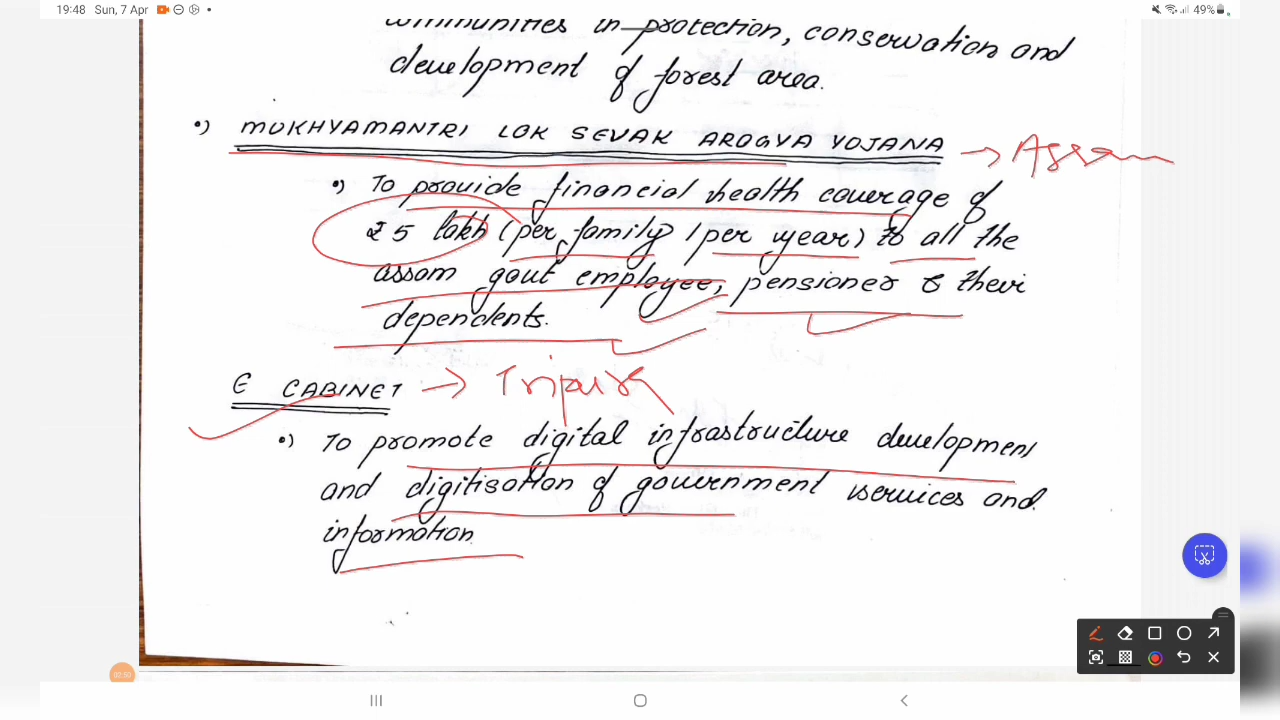 19:48 Sun, 7 Apr
49%
communities in protection, conservation and
development of forest area.
•) MUKHYAMANTRI LOK SEVAK AROGYA YOJANA → Assam
•) To provide financial health coverage of
₹5 lakh (per family / per year) to all the
assam govt employee, pensioner & their
dependents.
E CABINET → Tripura
•) To promote digital infrastructure development
and digitisation of government services and
information.
02:50